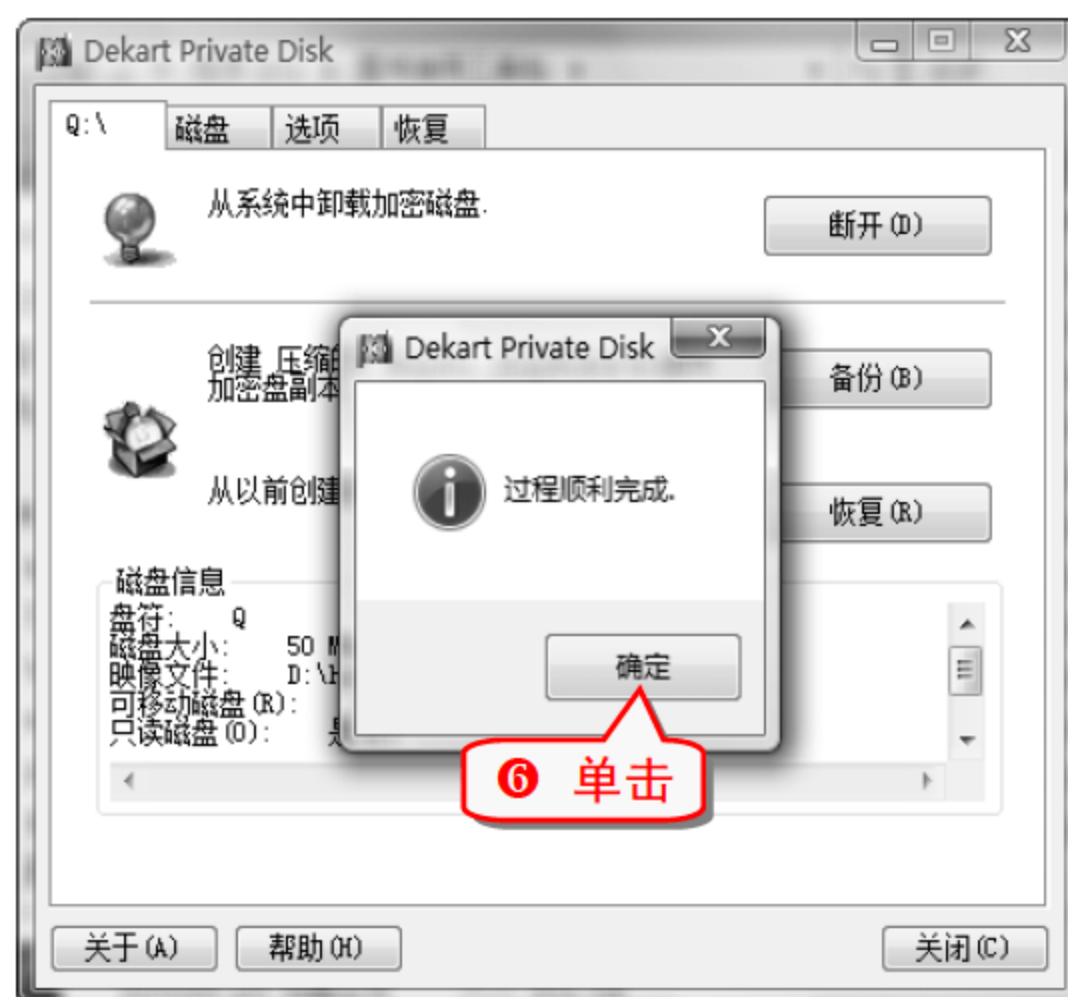 Dekart Private Disk
Q:\ 磁盘 选项 恢复
从系统中卸载加密磁盘.
断开(D)
创建 压缩
加密盘副本
备份(B)
从以前创建
恢复(R)
Dekart Private Disk
过程顺利完成.
确定
❻ 单击
磁盘信息
盘符: Q
磁盘大小: 50
映像文件: D:\
可移动磁盘(R):
只读磁盘(O):
关于(A) 帮助(H) 关闭(C)